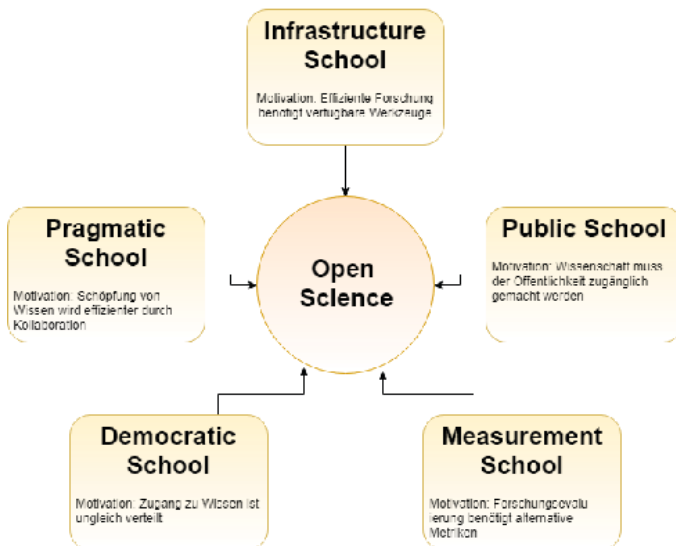 Infrastructure
School
Motivation: Effiziente Forschung
benötigt verfügbare Werkzeuge
Pragmatic
School
Motivation: Schöpfung von
Wissen wird effizienter durch
Kollaboration
Open
Science
Public School
Motivation: Wissenschaft muss
der Öffentlichkeit zugänglich
gemacht werden
Democratic
School
Motivation: Zugang zu Wissen ist
ungleich verteilt
Measurement
School
Motivation: Forschungsevalu
ierung benötigt alternative
Metriken